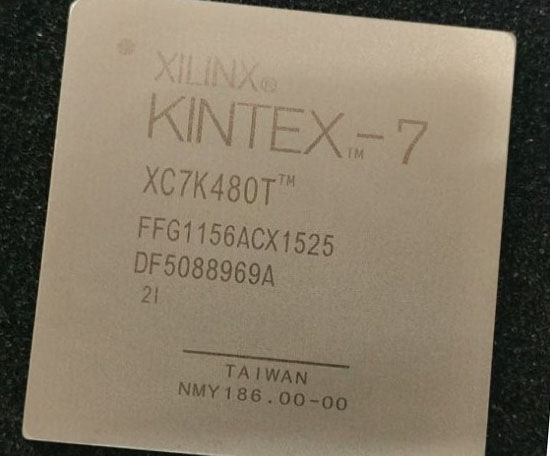 XILINX®
KINTEX™-7
XC7K480T™
FFG1156ACX1525
DF5088969A
2I
TAIWAN
NMY186.00-00